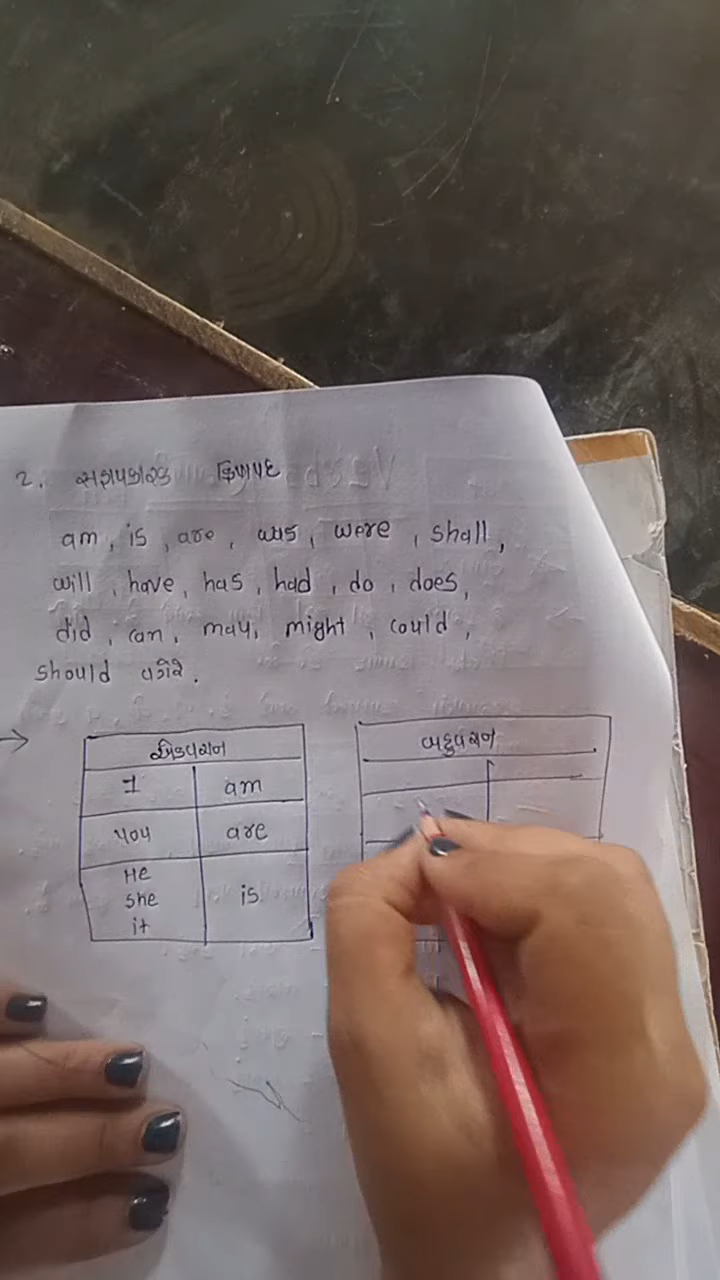 2. સહાયકારક ક્રિયાપદ
am, is, are, was, were, shall,
will, have, has, had, do, does,
did, can, may, might, could,
should વગેરે.
એકવચન
I am
you are
He
she is
it
બહુવચન